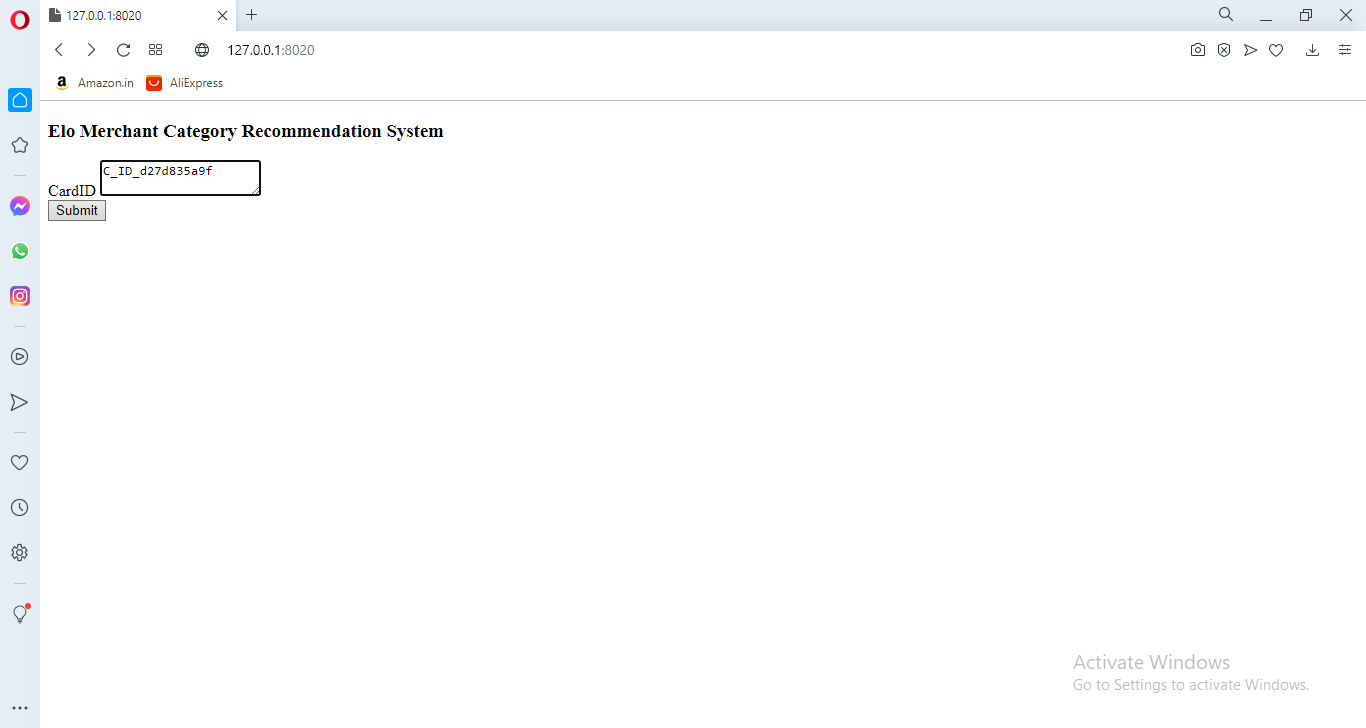 127.0.0.1:8020
127.0.0.1:8020
Amazon.in AliExpress
Elo Merchant Category Recommendation System
CardID C_ID_d27d835a9f
Submit
Activate Windows
Go to Settings to activate Windows.